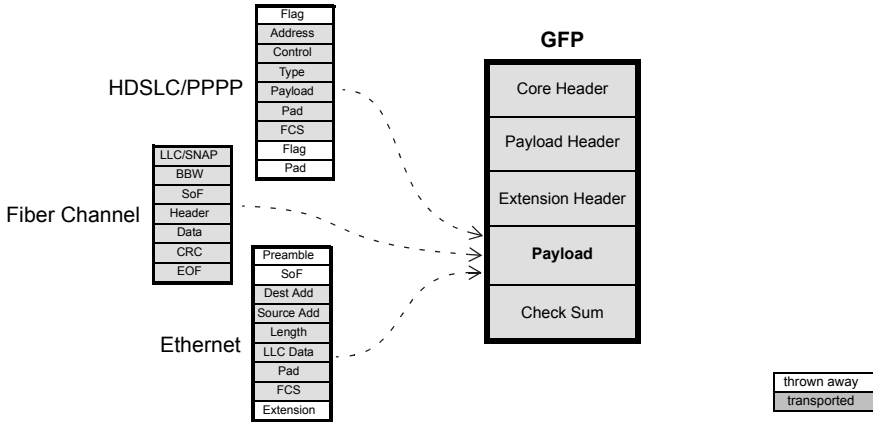 Flag
Address
Control
Type
Payload
Pad
FCS
Flag
Pad
HDSLC/PPPP
LLC/SNAP
BBW
SoF
Header
Data
CRC
EOF
Fiber Channel
Preamble
SoF
Dest Add
Source Add
Length
LLC Data
Pad
FCS
Extension
Ethernet
GFP
Core Header
Payload Header
Extension Header
Payload
Check Sum
thrown away
transported